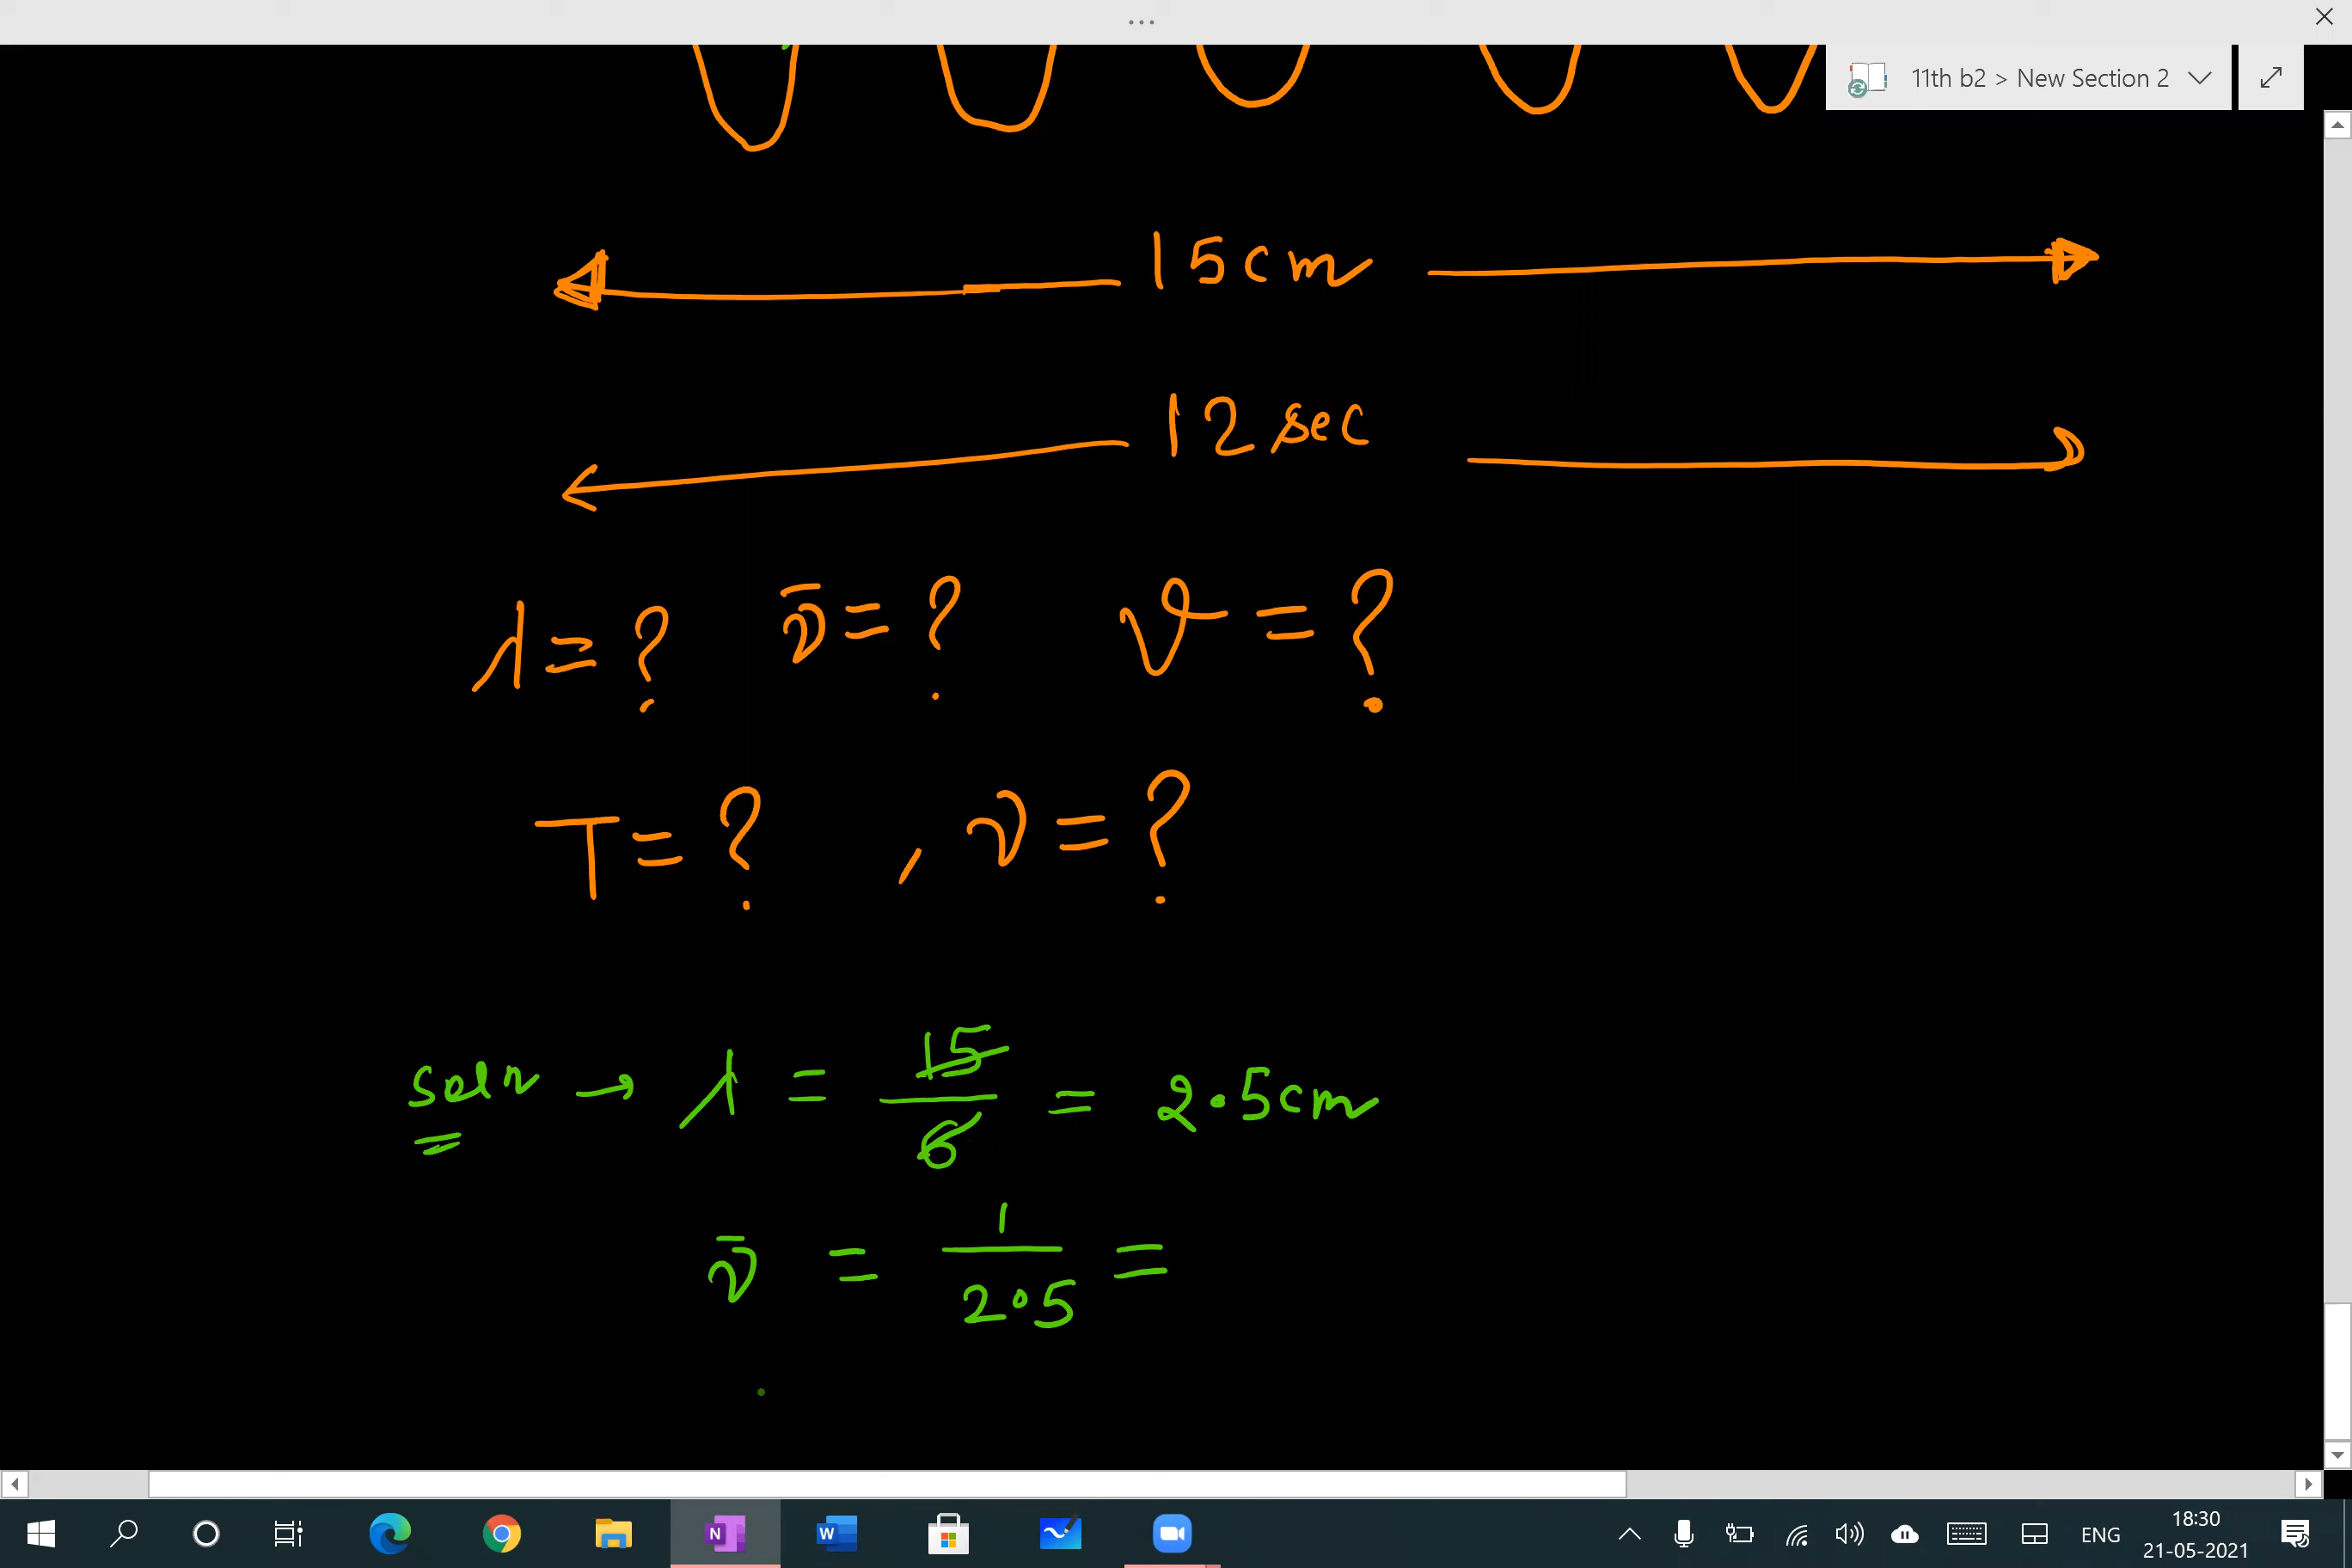 11th b2 > New Section 2
15cm
12 sec
λ = ? ν̄ = ? v = ?
T = ? , ν = ?
soln → λ = 15/6 = 2.5cm
ν̄ = 1/2.5 =
ENG
18:30
21-05-2021